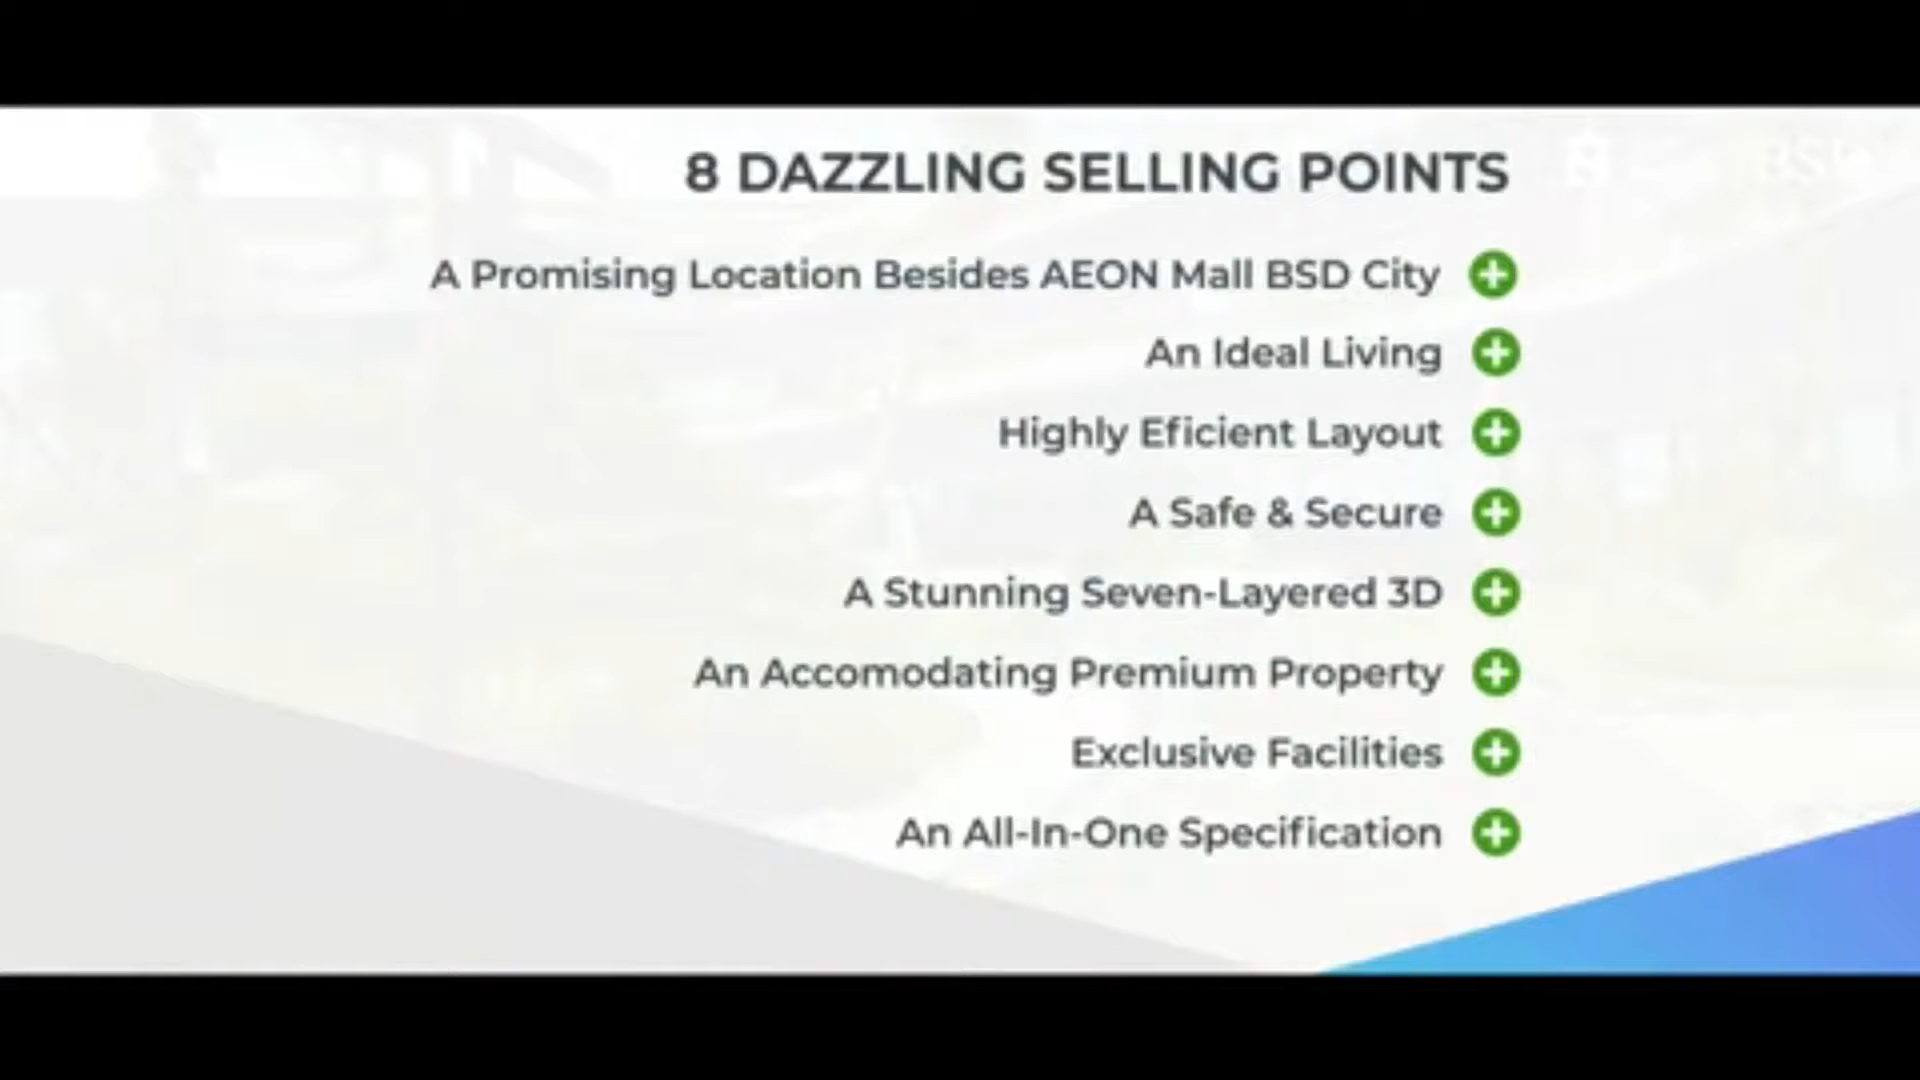 8 DAZZLING SELLING POINTS
A Promising Location Besides AEON Mall BSD City
An Ideal Living
Highly Eficient Layout
A Safe & Secure
A Stunning Seven-Layered 3D
An Accomodating Premium Property
Exclusive Facilities
An All-In-One Specification